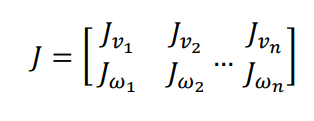 J = [ J_{v_1} J_{v_2} ... J_{v_n} ]
[ J_{ω_1} J_{ω_2} ... J_{ω_n} ]